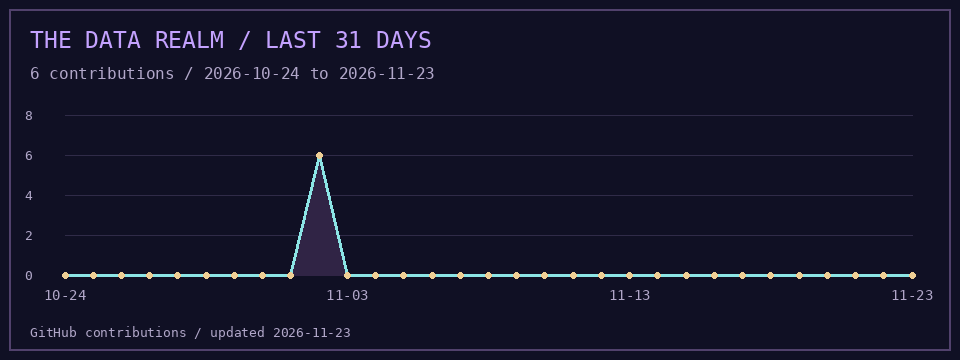 THE DATA REALM / LAST 31 DAYS
6 contributions / 2026-10-24 to 2026-11-23
8
6
4
2
0
10-24 11-03 11-13 11-23
GitHub contributions / updated 2026-11-23